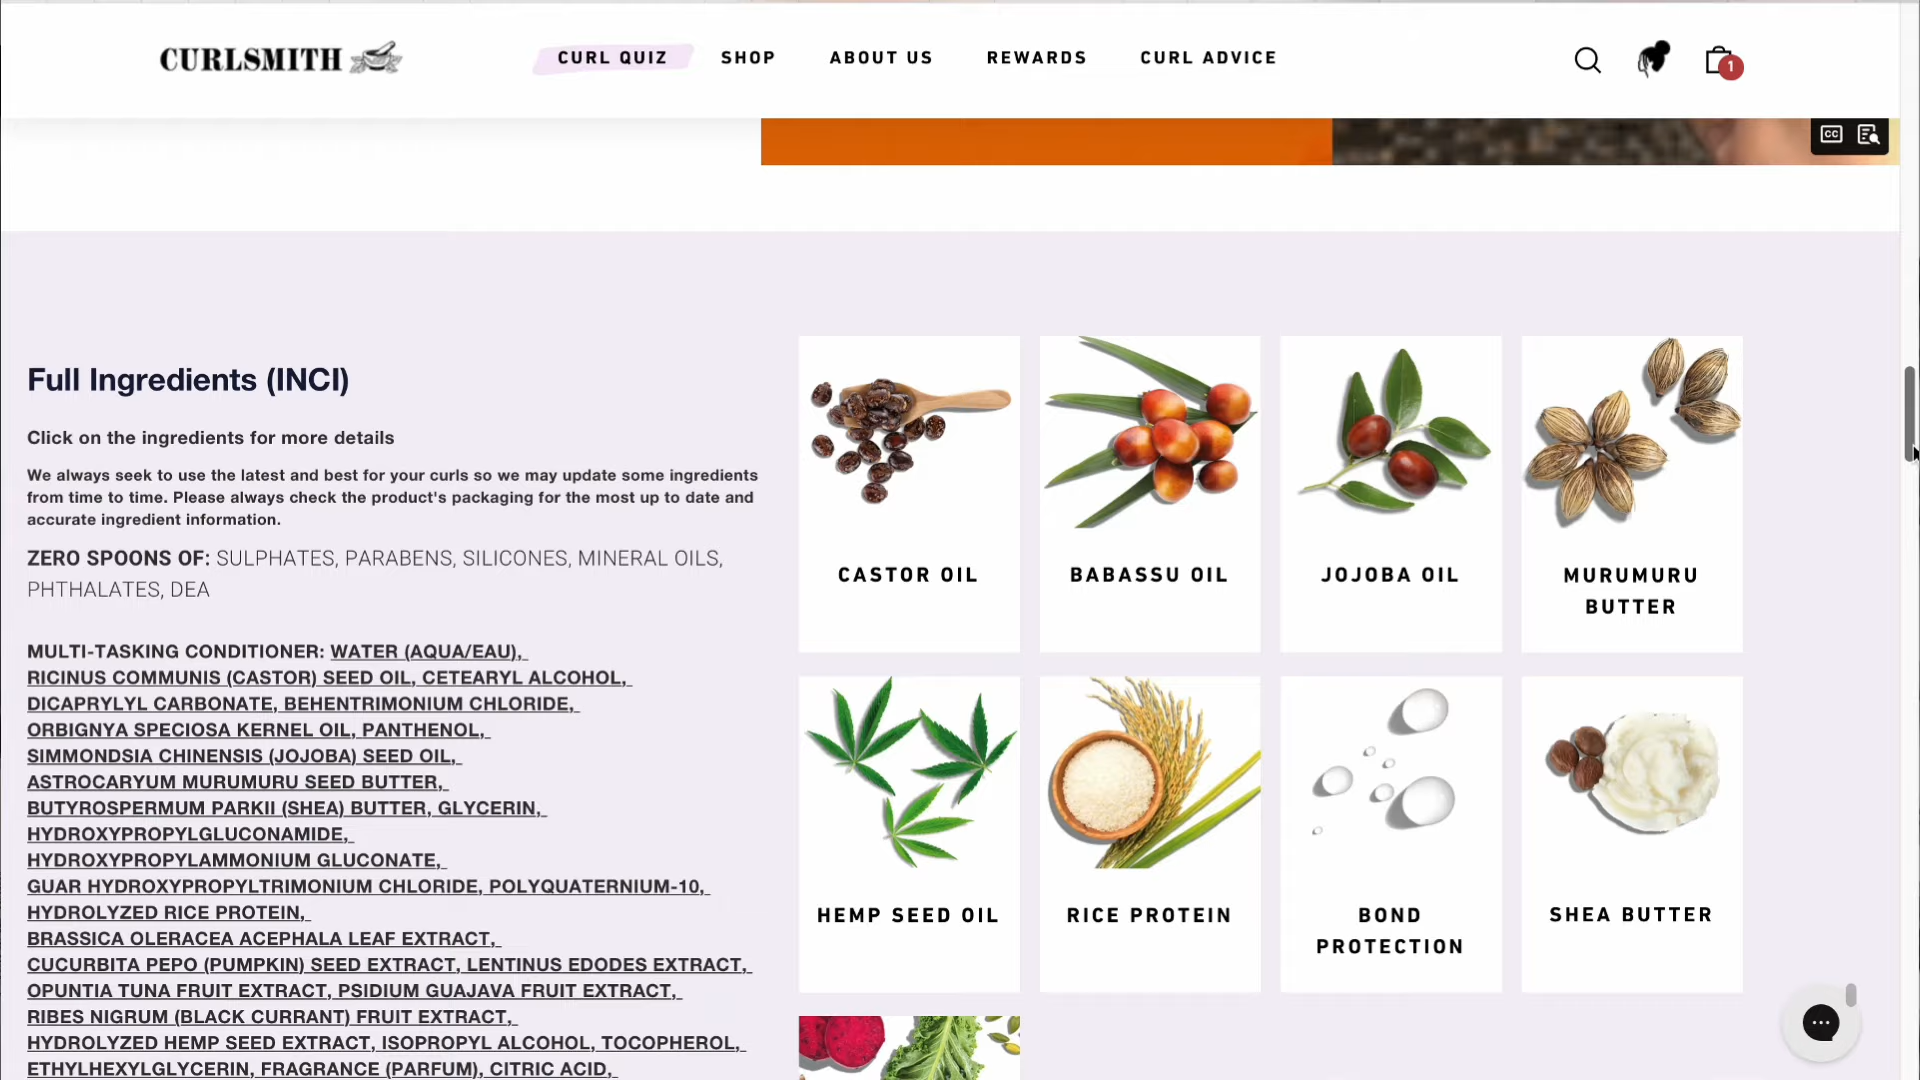 CURLSMITH
CURL QUIZ
SHOP
ABOUT US
REWARDS
CURL ADVICE
1
CC
Full Ingredients (INCI)
Click on the ingredients for more details
We always seek to use the latest and best for your curls so we may update some ingredients
from time to time. Please always check the product's packaging for the most up to date and
accurate ingredient information.
ZERO SPOONS OF: SULPHATES, PARABENS, SILICONES, MINERAL OILS,
PHTHALATES, DEA
MULTI-TASKING CONDITIONER: WATER (AQUA/EAU),
RICINUS COMMUNIS (CASTOR) SEED OIL, CETEARYL ALCOHOL,
DICAPRYLYL CARBONATE, BEHENTRIMONIUM CHLORIDE,
ORBIGNYA SPECIOSA KERNEL OIL, PANTHENOL,
SIMMONDSIA CHINENSIS (JOJOBA) SEED OIL,
ASTROCARYUM MURUMURU SEED BUTTER,
BUTYROSPERMUM PARKII (SHEA) BUTTER, GLYCERIN,
HYDROXYPROPYLGLUCONAMIDE,
HYDROXYPROPYLAMMONIUM GLUCONATE,
GUAR HYDROXYPROPYLTRIMONIUM CHLORIDE, POLYQUATERNIUM-10,
HYDROLYZED RICE PROTEIN,
BRASSICA OLERACEA ACEPHALA LEAF EXTRACT,
CUCURBITA PEPO (PUMPKIN) SEED EXTRACT, LENTINUS EDODES EXTRACT,
OPUNTIA TUNA FRUIT EXTRACT, PSIDIUM GUAJAVA FRUIT EXTRACT,
RIBES NIGRUM (BLACK CURRANT) FRUIT EXTRACT,
HYDROLYZED HEMP SEED EXTRACT, ISOPROPYL ALCOHOL, TOCOPHEROL,
ETHYLHEXYLGLYCERIN, FRAGRANCE (PARFUM), CITRIC ACID,
CASTOR OIL
BABASSU OIL
JOJOBA OIL
MURUMURU
BUTTER
HEMP SEED OIL
RICE PROTEIN
BOND
PROTECTION
SHEA BUTTER